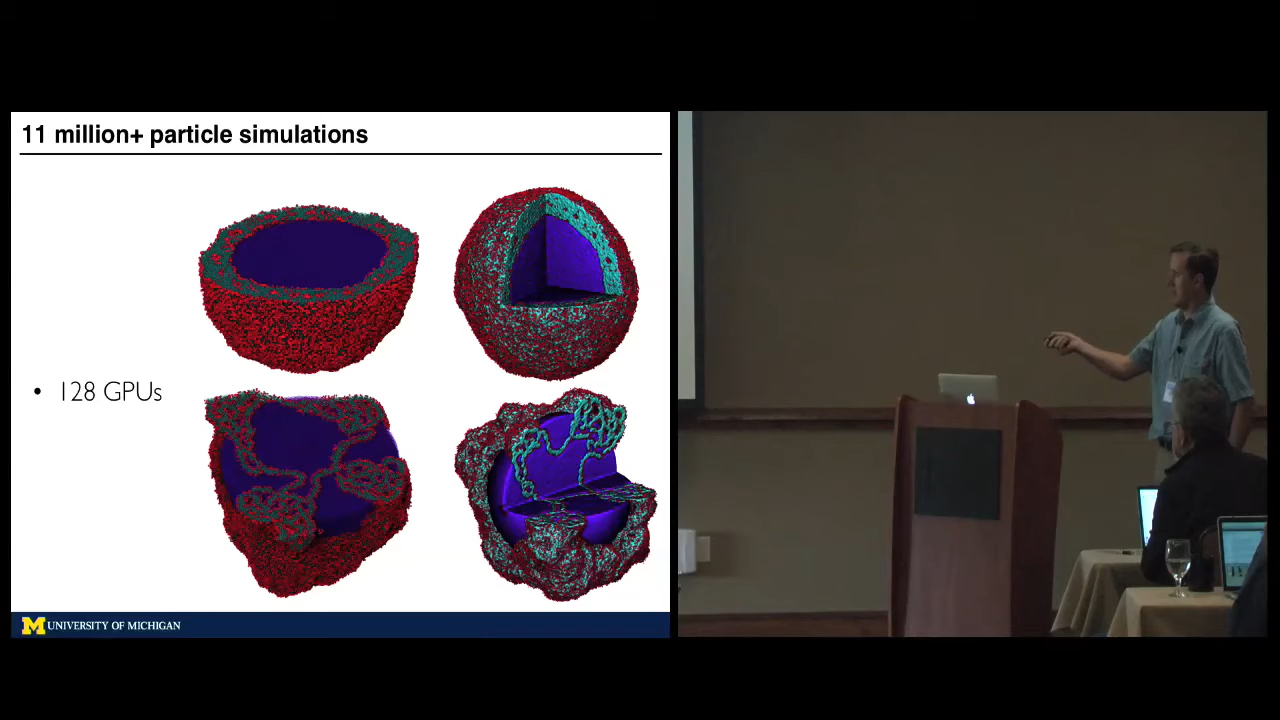 11 million+ particle simulations
• 128 GPUs
M UNIVERSITY OF MICHIGAN